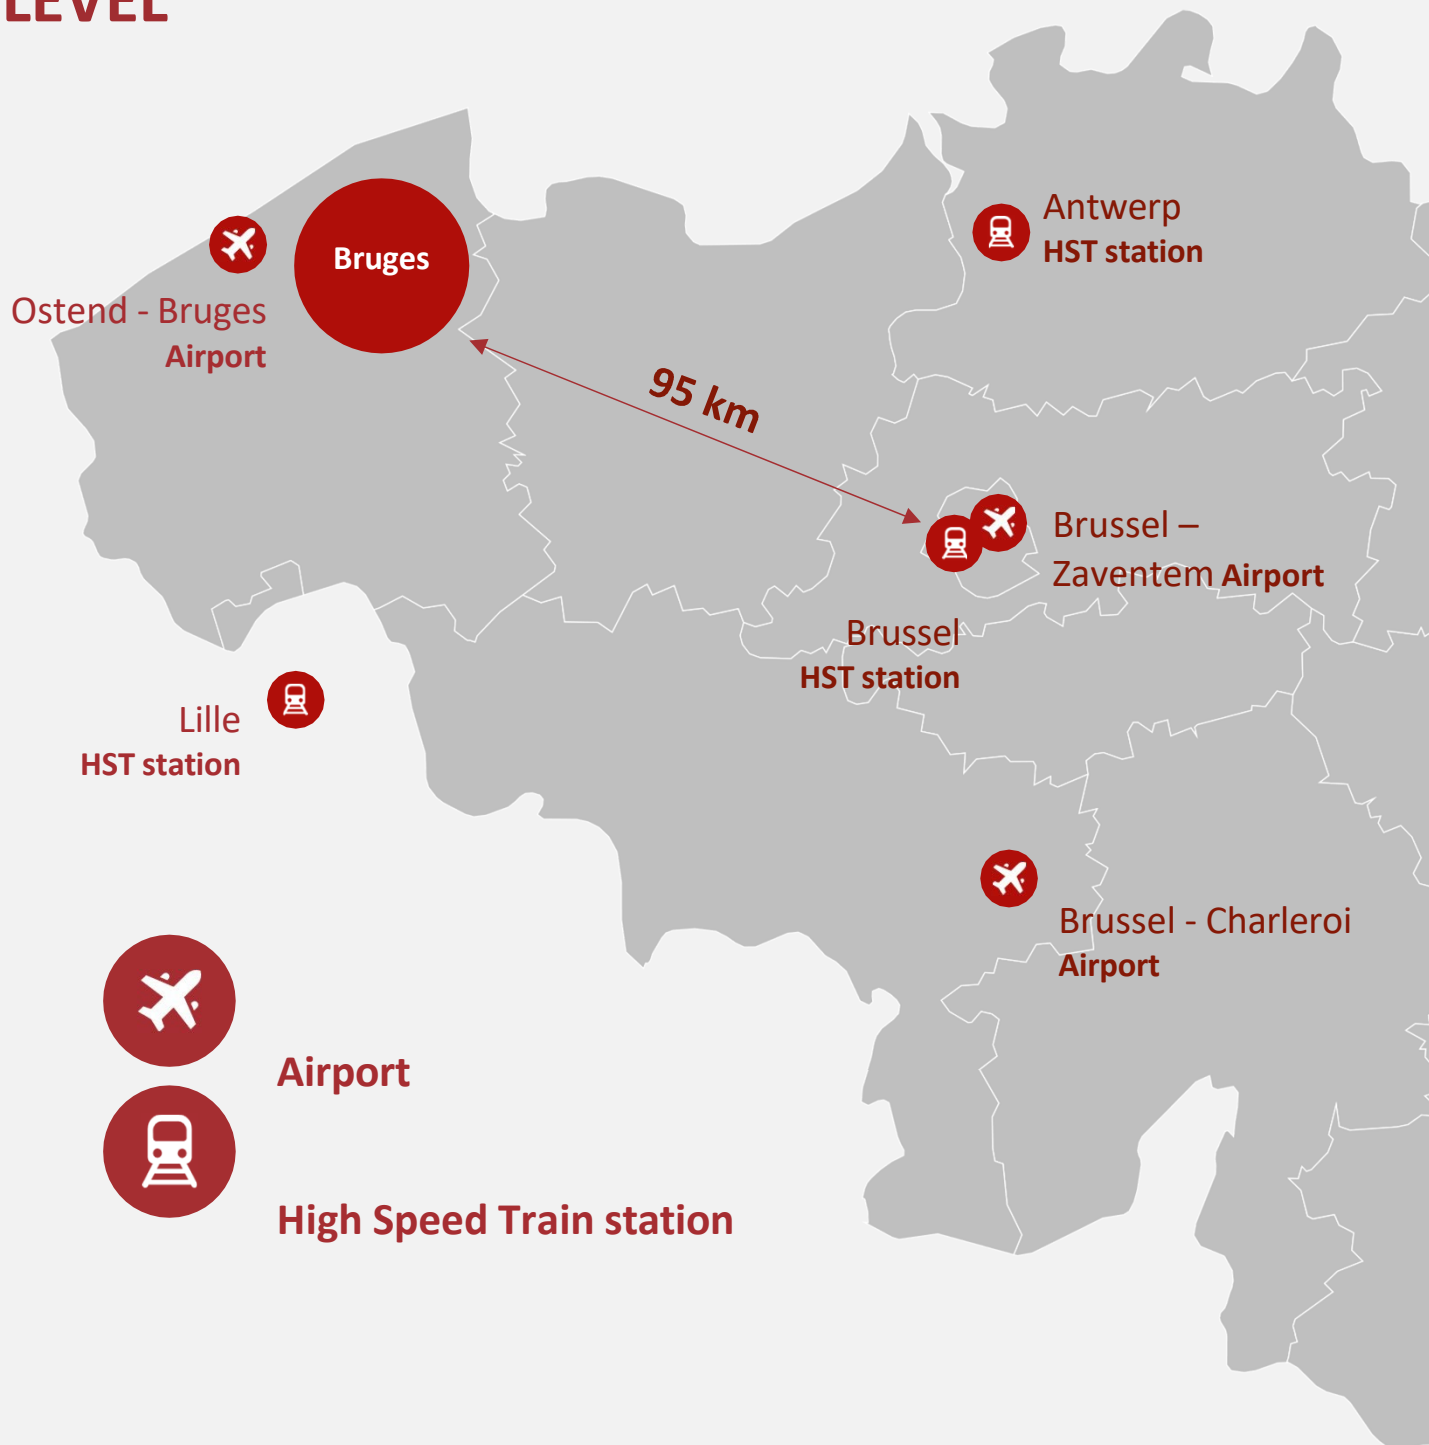 LEVEL
Antwerp
HST station
Bruges
Ostend - Bruges
Airport
95 km
Brussel –
Zaventem Airport
Brussel
HST station
Lille
HST station
Brussel - Charleroi
Airport
Airport
High Speed Train station